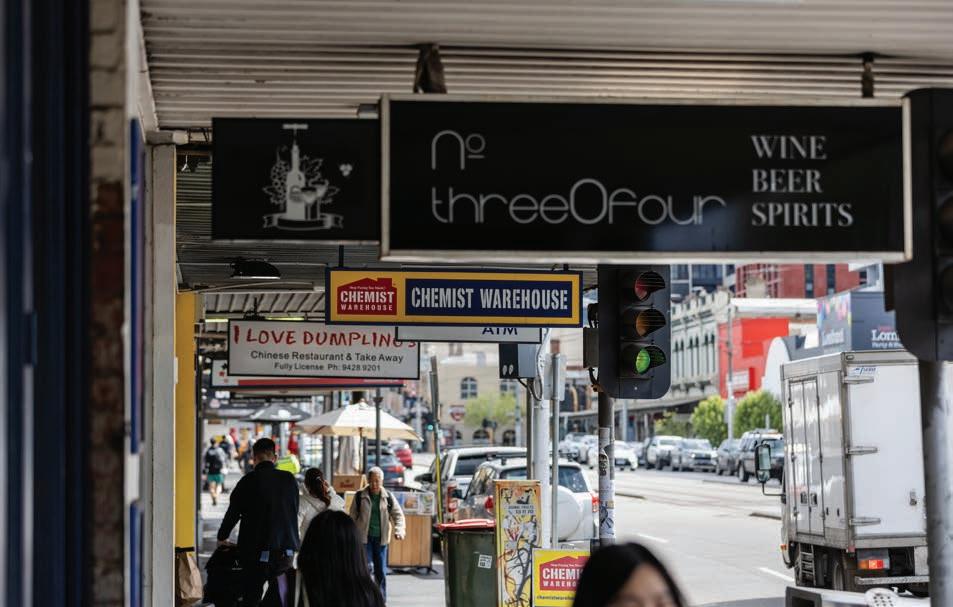 Nº
threeOfour
WINE
BEER
SPIRITS
CHEMIST
WAREHOUSE
CHEMIST WAREHOUSE
ATM
I LOVE DUMPLINGS
Chinese Restaurant & Take Away
Fully License Ph: 9428 9201
CHEMIST